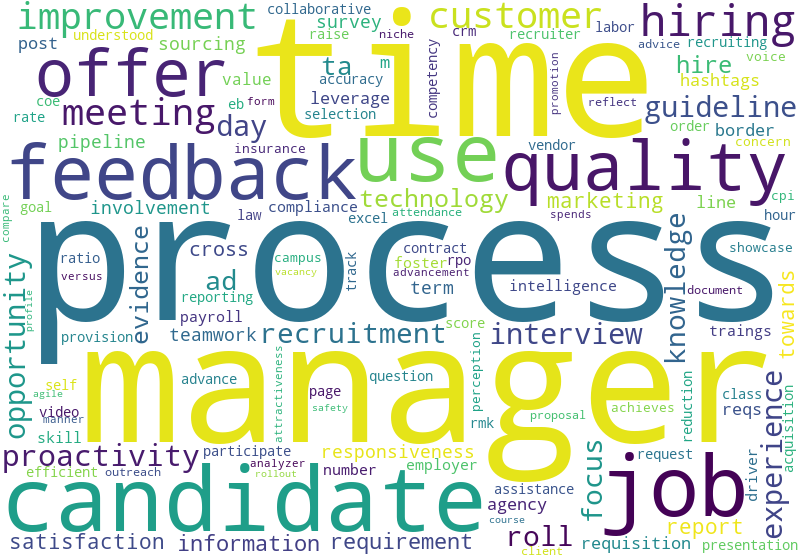 collaborative
improvement
time
customer
hiring
understood
survey
raise
niche
crm
recruiter
labor
advice
voice
post
sourcing
recruiting
offer
ta
m
accuracy
competency
promotion
hire
value
hashtags
coe
eb
form
leverage
reflect
rate
meeting
day
selection
guideline
order
border
pipeline
insurance
use
vendor
concern
feedback
quality
goal
involvement
law
compliance
excel
technology
attendance
marketing
line
cpi
spends
hour
compare
process
evidence
cross
ratio
versus
ad
campus
vacancy
track
contract
foster
rpo
advancement
term
intelligence
knowledge
showcase
document
opportunity
profile
reporting
payroll
provision
teamwork
recruitment
score
interview
traings
towards
manager
self
agile
advance
attractiveness
question
page
safety
perception
proposal
achieves
reduction
class
reqs
acquisition
video
manner
skill
participate
responsiveness
rmk
experience
proactivity
efficient
outreach
analyzer
rollout
number
employer
focus
request
driver
candidate
assistance
agency
course
job
report
satisfaction
information
requirement
roll
client
requisition
presentation